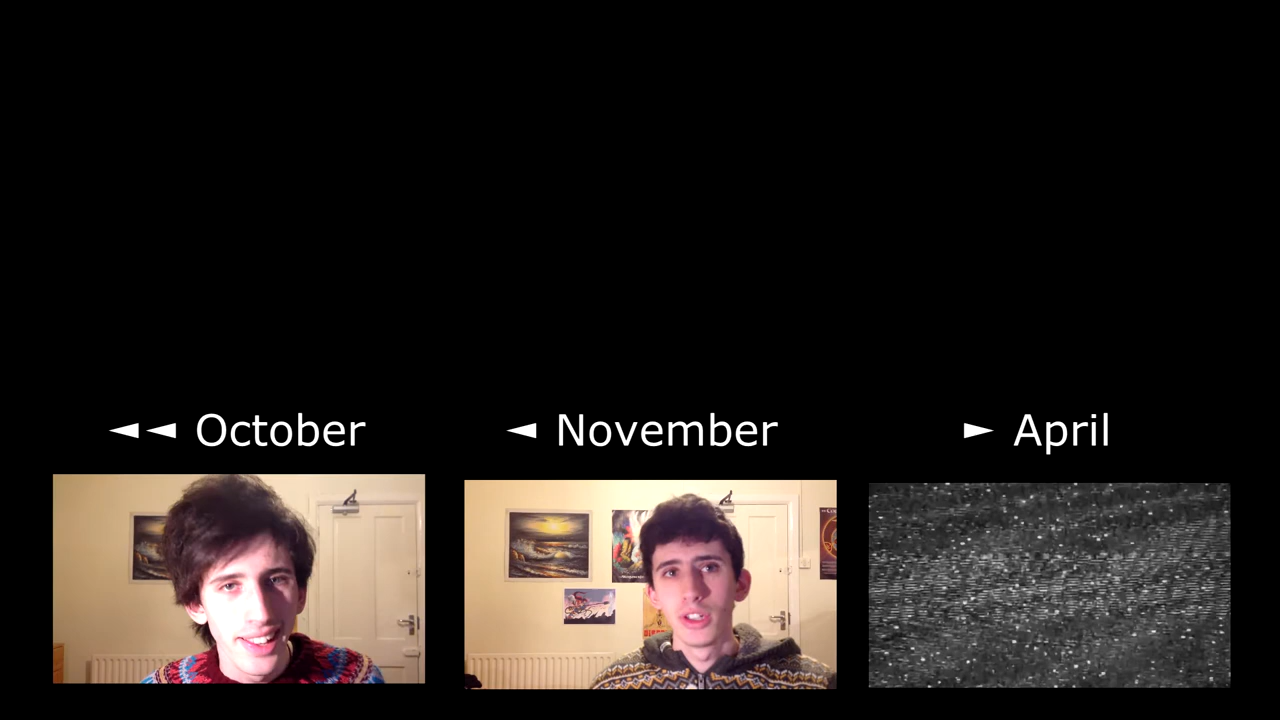 ◄◄ October
◄ November
► April